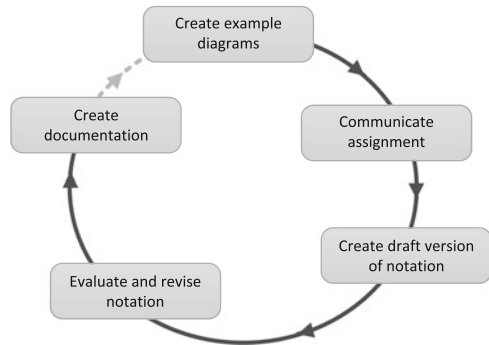 Create example
diagrams
Communicate
assignment
Create draft version
of notation
Evaluate and revise
notation
Create
documentation